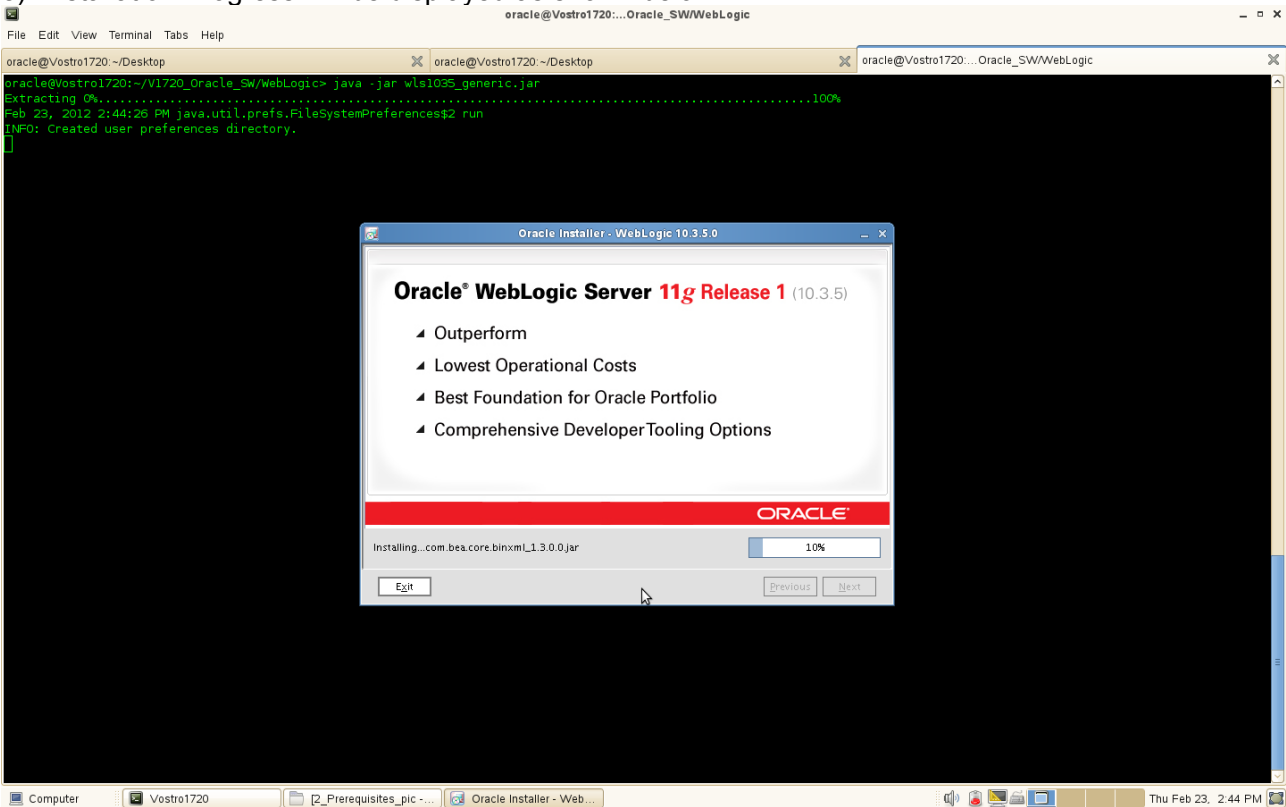 oracle@Vostro1720:...Oracle_SW/WebLogic
File Edit View Terminal Tabs Help
oracle@Vostro1720:~/Desktop
oracle@Vostro1720:~/Desktop
oracle@Vostro1720:...Oracle_SW/WebLogic
oracle@Vostro1720:~/V1720_Oracle_SW/WebLogic> java -jar wls1035_generic.jar
Extracting 0%....................................................................................................100%
Feb 23, 2012 2:44:26 PM java.util.prefs.FileSystemPreferences$2 run
INFO: Created user preferences directory.
Oracle Installer - WebLogic 10.3.5.0
Oracle® WebLogic Server 11g Release 1 (10.3.5)
Outperform
Lowest Operational Costs
Best Foundation for Oracle Portfolio
Comprehensive Developer Tooling Options
ORACLE
Installing...com.bea.core.binxml_1.3.0.0.jar
10%
Exit
Previous
Next
Computer
Vostro1720
[2_Prerequisites_pic -...
Oracle Installer - Web...
Thu Feb 23, 2:44 PM